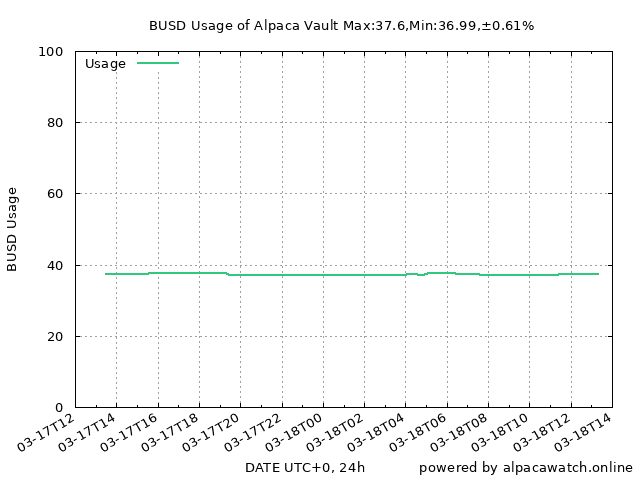 BUSD Usage of Alpaca Vault Max:37.6,Min:36.99,±0.61%
100
Usage
80
60
BUSD Usage
40
20
0
03-17T12
03-17T14
03-17T16
03-17T18
03-17T20
03-17T22
03-18T00
03-18T02
03-18T04
03-18T06
03-18T08
03-18T10
03-18T12
03-18T14
DATE UTC+0, 24h
powered by alpacawatch.online